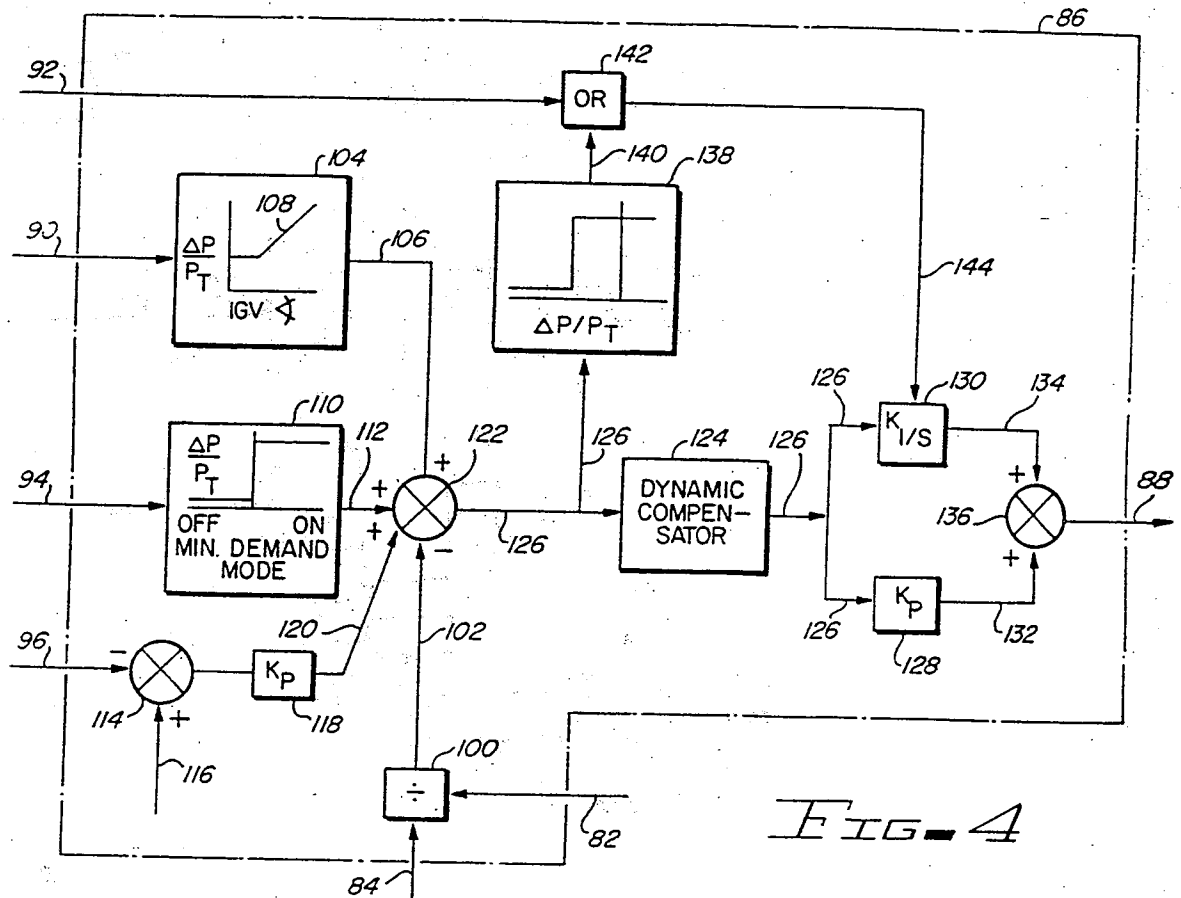 86
142
92
OR
140
138
104
108
90
ΔP
P_T
106
IGV ∢
ΔP/P_T
144
126
130
134
110
112
122
124
ΔP
P_T
+
+
+
OFF ON
MIN. DEMAND
MODE
94
126
DYNAMIC
COMPEN-
SATOR
126
K_I/S
+
136
88
−
126
+
120
102
126
K_P
132
128
96
−
114
+
K_P
118
116
100
÷
82
84
FIG-4